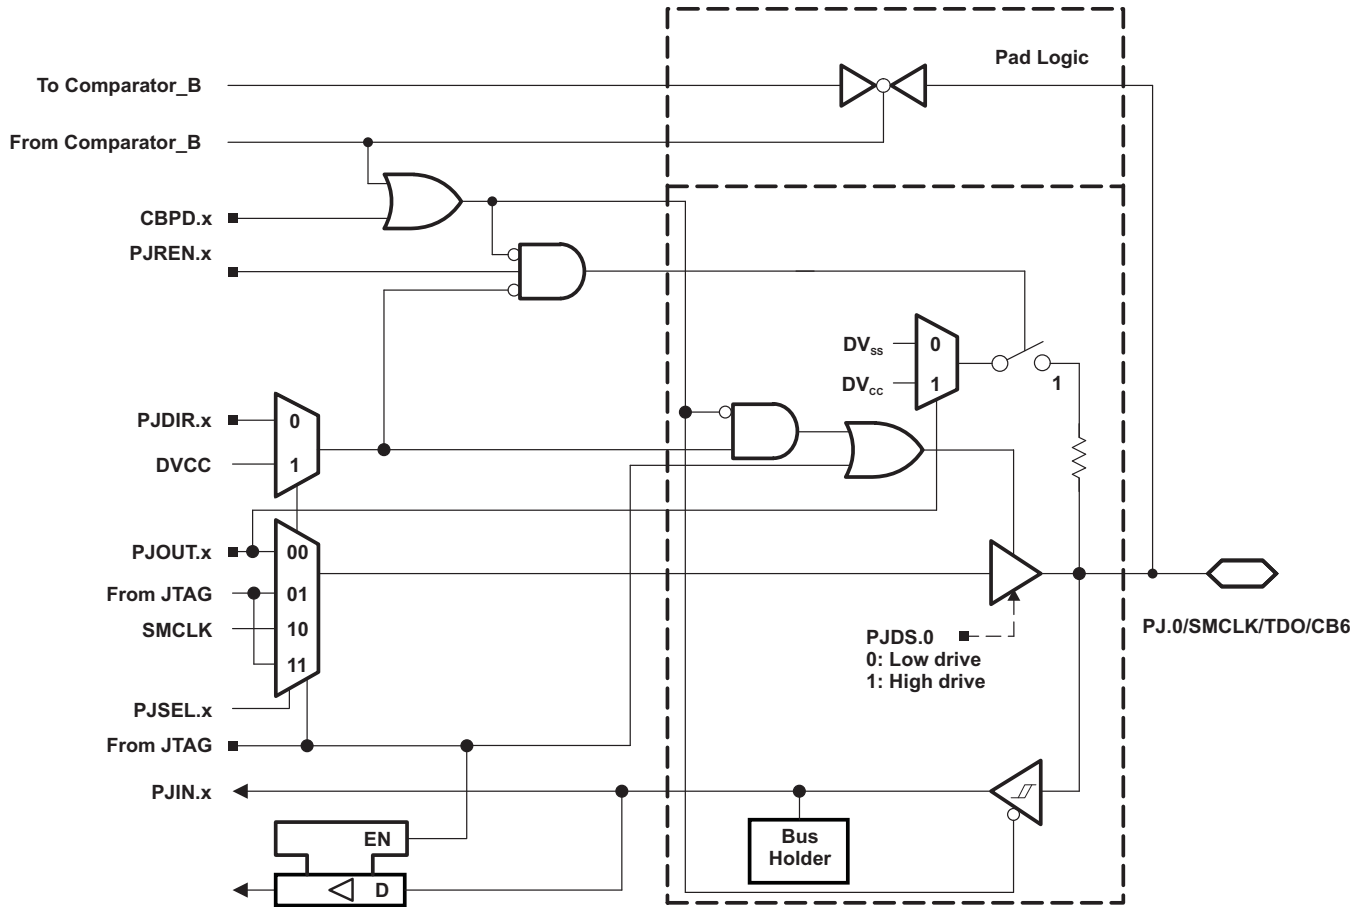 Pad Logic
To Comparator_B
From Comparator_B
CBPD.x
PJREN.x
DVSS
0
DVCC
1
1
PJDIR.x
0
DVCC
1
PJOUT.x
00
From JTAG
01
SMCLK
10
11
PJSEL.x
From JTAG
PJDS.0
0: Low drive
1: High drive
PJ.0/SMCLK/TDO/CB6
PJIN.x
EN
D
Bus
Holder